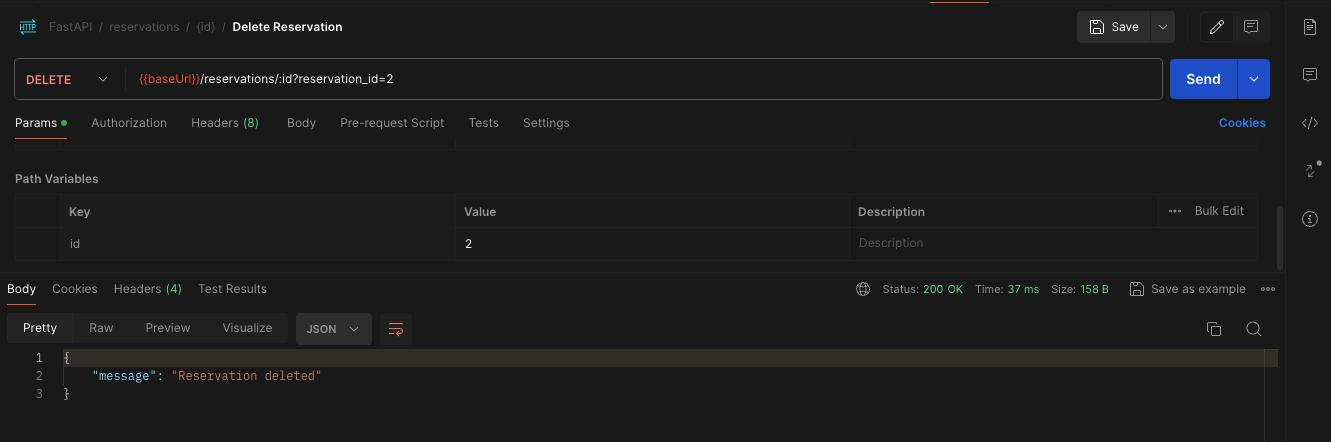 HTTP FastAPI / reservations / {id} / Delete Reservation Save
DELETE {{baseUrl}}/reservations/:id?reservation_id=2 Send
Params Authorization Headers (8) Body Pre-request Script Tests Settings Cookies
Path Variables
Key Value Description Bulk Edit
id 2 Description
Body Cookies Headers (4) Test Results Status: 200 OK Time: 37 ms Size: 158 B Save as example
Pretty Raw Preview Visualize JSON
1 {
2 "message": "Reservation deleted"
3 }